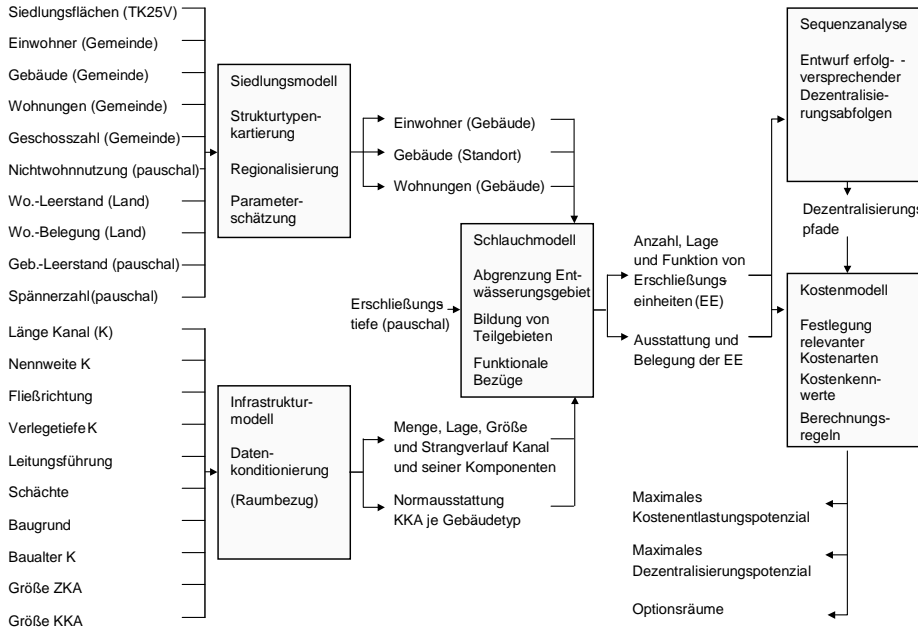 Siedlungsflächen (TK25V)
Einwohner (Gemeinde)
Gebäude (Gemeinde)
Wohnungen (Gemeinde)
Geschosszahl (Gemeinde)
Nichtwohnnutzung (pauschal)
Wo.-Leerstand (Land)
Wo.-Belegung (Land)
Geb.-Leerstand (pauschal)
Spännerzahl (pauschal)
Länge Kanal (K)
Nennweite K
Fließrichtung
Verlegetiefe K
Leitungsführung
Schächte
Baugrund
Baualter K
Größe ZKA
Größe KKA
Siedlungsmodell
Strukturtypen-
kartierung
Regionalisierung
Parameter-
schätzung
Infrastruktur-
modell
Daten-
konditionierung
(Raumbezug)
Einwohner (Gebäude)
Gebäude (Standort)
Wohnungen (Gebäude)
Erschließungs-
tiefe (pauschal)
Menge, Lage, Größe
und Strangverlauf Kanal
und seiner Komponenten
Normausstattung
KKA je Gebäudetyp
Schlauchmodell
Abgrenzung Ent-
wässerungsgebiet
Bildung von
Teilgebieten
Funktionale
Bezüge
Anzahl, Lage
und Funktion von
Erschließungs-
einheiten (EE)
Ausstattung und
Belegung der EE
Sequenzanalyse
Entwurf erfolg- -
versprechender
Dezentralisie-
rungsabfolgen
Dezentralisierungs
pfade
Kostenmodell
Festlegung
relevanter
Kostenarten
Kostenkenn-
werte
Berechnungs-
regeln
Maximales
Kostenentlastungspotenzial
Maximales
Dezentralisierungspotenzial
Optionsräume